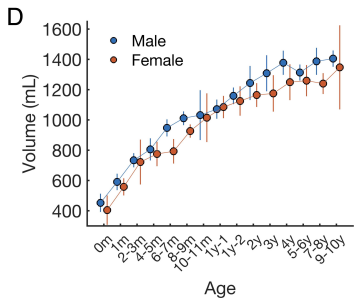 D
Male
Female
Volume (mL)
1600
1400
1200
1000
800
600
400
0m
1m
2-3m
4-5m
6-7m
8-9m
10-11m
1y-1
1y-2
2y
3y
4y
5-6y
7-8y
9-10y
Age